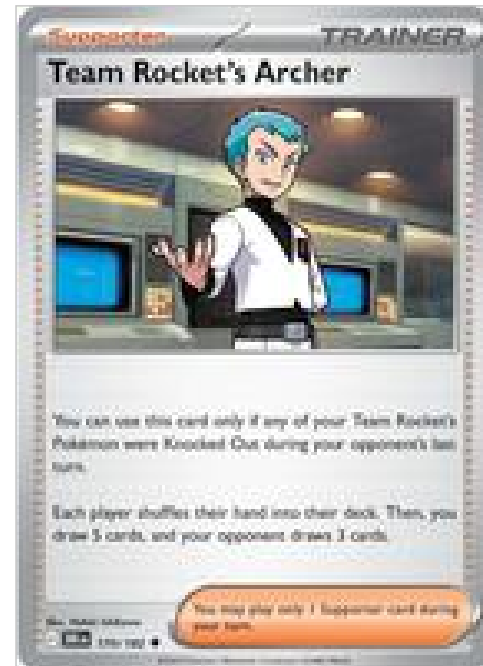 Supporter
TRAINER
Team Rocket's Archer
You can use this card only if any of your Team Rocket's
Pokémon were Knocked Out during your opponent's last
turn.
Each player shuffles their hand into their deck. Then, you
draw 5 cards, and your opponent draws 3 cards.
You may play only 1 Supporter card during
your turn.